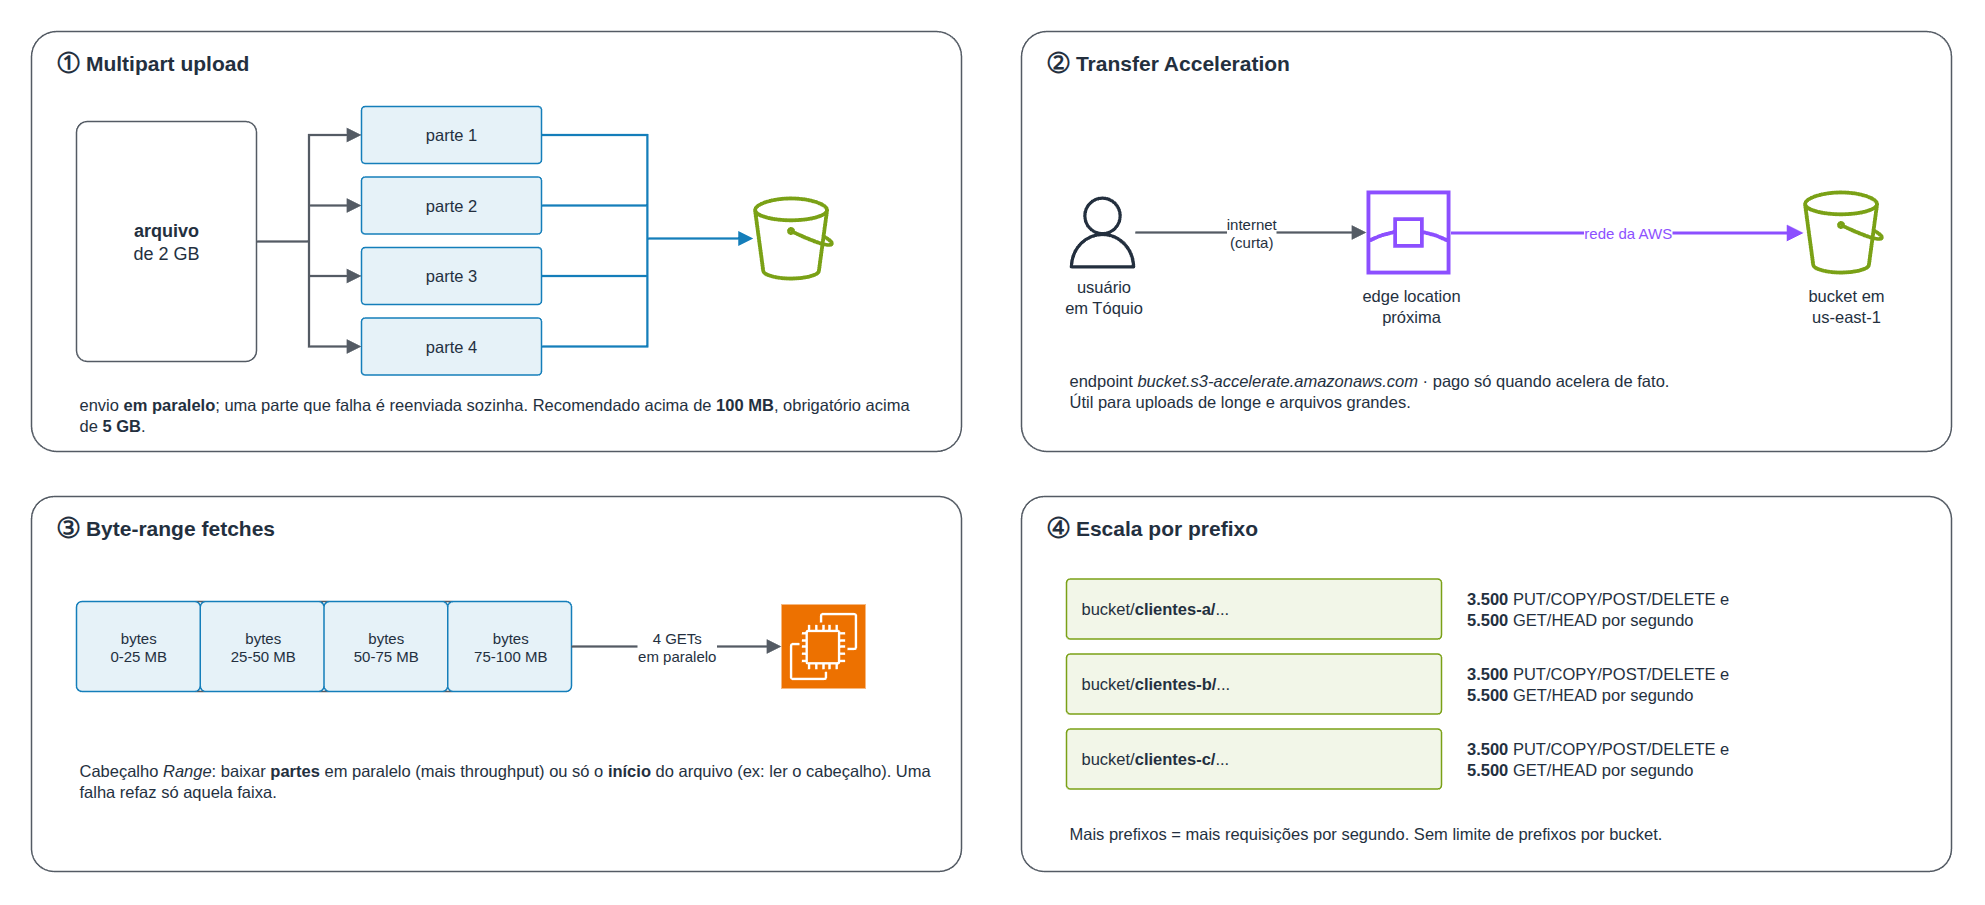 ① Multipart upload
arquivo
de 2 GB
parte 1
parte 2
parte 3
parte 4
envio em paralelo; uma parte que falha é reenviada sozinha. Recomendado acima de 100 MB, obrigatório acima
de 5 GB.
② Transfer Acceleration
usuário
em Tóquio
internet
(curta)
edge location
próxima
rede da AWS
bucket em
us-east-1
endpoint bucket.s3-accelerate.amazonaws.com · pago só quando acelera de fato.
Útil para uploads de longe e arquivos grandes.
③ Byte-range fetches
bytes
0-25 MB
bytes
25-50 MB
bytes
50-75 MB
bytes
75-100 MB
4 GETs
em paralelo
Cabeçalho Range: baixar partes em paralelo (mais throughput) ou só o início do arquivo (ex: ler o cabeçalho). Uma
falha refaz só aquela faixa.
④ Escala por prefixo
bucket/clientes-a/...
3.500 PUT/COPY/POST/DELETE e
5.500 GET/HEAD por segundo
bucket/clientes-b/...
3.500 PUT/COPY/POST/DELETE e
5.500 GET/HEAD por segundo
bucket/clientes-c/...
3.500 PUT/COPY/POST/DELETE e
5.500 GET/HEAD por segundo
Mais prefixos = mais requisições por segundo. Sem limite de prefixos por bucket.